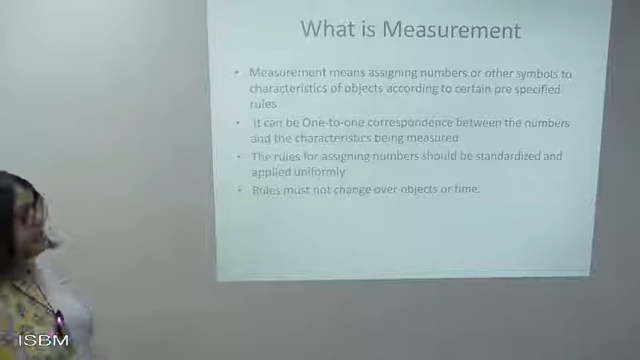 What is Measurement
• Measurement means assigning numbers or other symbols to
characteristics of objects according to certain pre specified
rules
• It can be One-to-one correspondence between the numbers
and the characteristics being measured
• The rules for assigning numbers should be standardized and
applied uniformly
• Rules must not change over objects or time.
ISBM